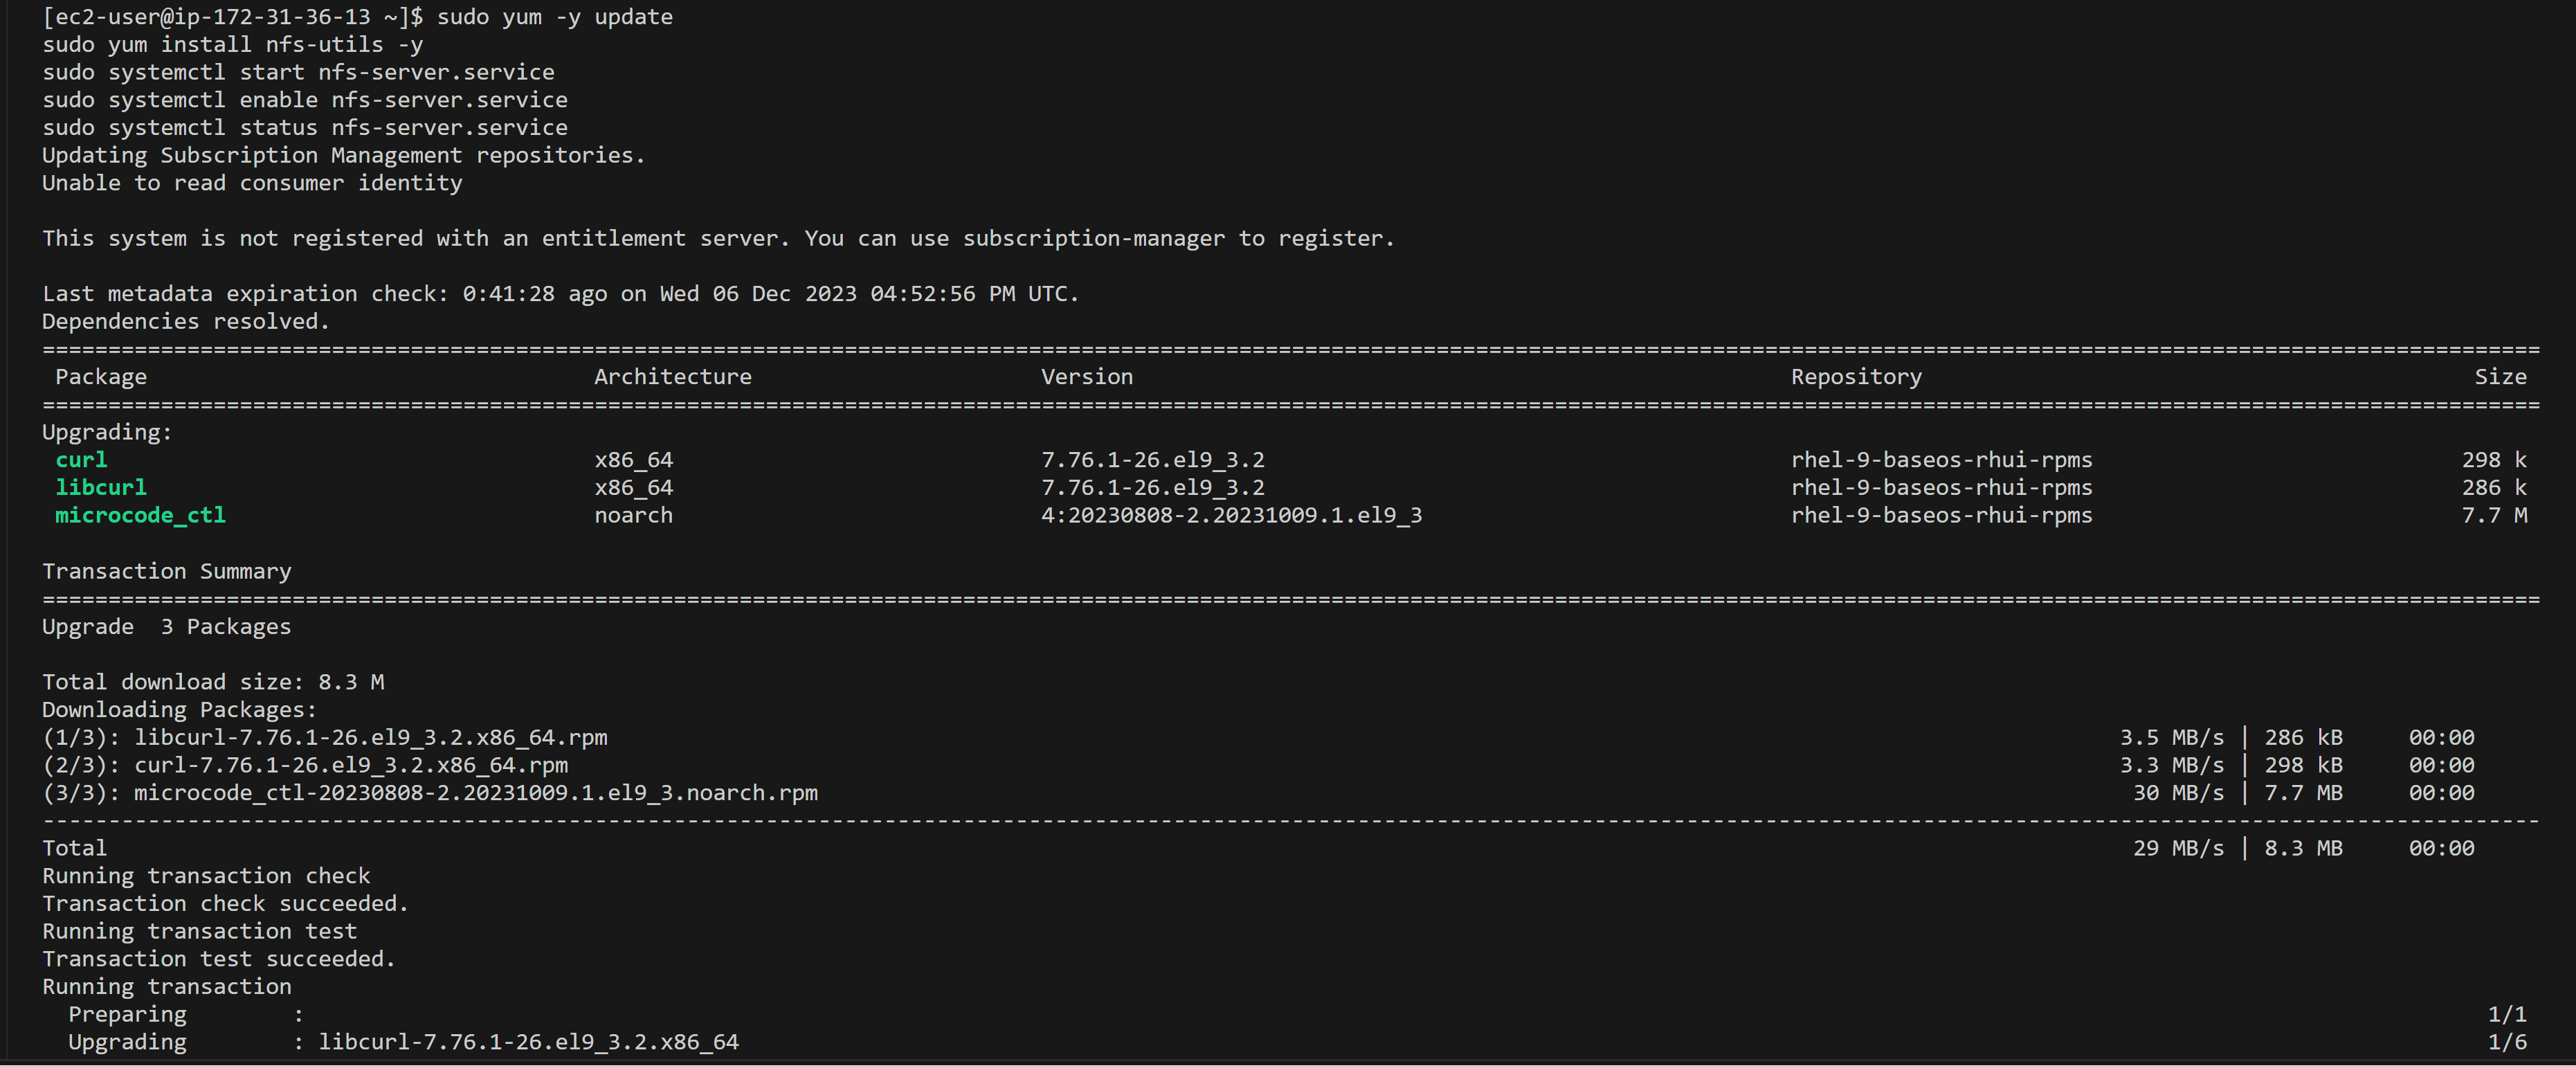 [ec2-user@ip-172-31-36-13 ~]$ sudo yum -y update
sudo yum install nfs-utils -y
sudo systemctl start nfs-server.service
sudo systemctl enable nfs-server.service
sudo systemctl status nfs-server.service
Updating Subscription Management repositories.
Unable to read consumer identity

This system is not registered with an entitlement server. You can use subscription-manager to register.

Last metadata expiration check: 0:41:28 ago on Wed 06 Dec 2023 04:52:56 PM UTC.
Dependencies resolved.
================================================================================
Package Architecture Version Repository Size
================================================================================
Upgrading:
curl x86_64 7.76.1-26.el9_3.2 rhel-9-baseos-rhui-rpms 298 k
libcurl x86_64 7.76.1-26.el9_3.2 rhel-9-baseos-rhui-rpms 286 k
microcode_ctl noarch 4:20230808-2.20231009.1.el9_3 rhel-9-baseos-rhui-rpms 7.7 M

Transaction Summary
================================================================================
Upgrade  3 Packages

Total download size: 8.3 M
Downloading Packages:
(1/3): libcurl-7.76.1-26.el9_3.2.x86_64.rpm 3.5 MB/s | 286 kB 00:00
(2/3): curl-7.76.1-26.el9_3.2.x86_64.rpm 3.3 MB/s | 298 kB 00:00
(3/3): microcode_ctl-20230808-2.20231009.1.el9_3.noarch.rpm 30 MB/s | 7.7 MB 00:00
--------------------------------------------------------------------------------
Total 29 MB/s | 8.3 MB 00:00
Running transaction check
Transaction check succeeded.
Running transaction test
Transaction test succeeded.
Running transaction
Preparing : 1/1
Upgrading : libcurl-7.76.1-26.el9_3.2.x86_64 1/6